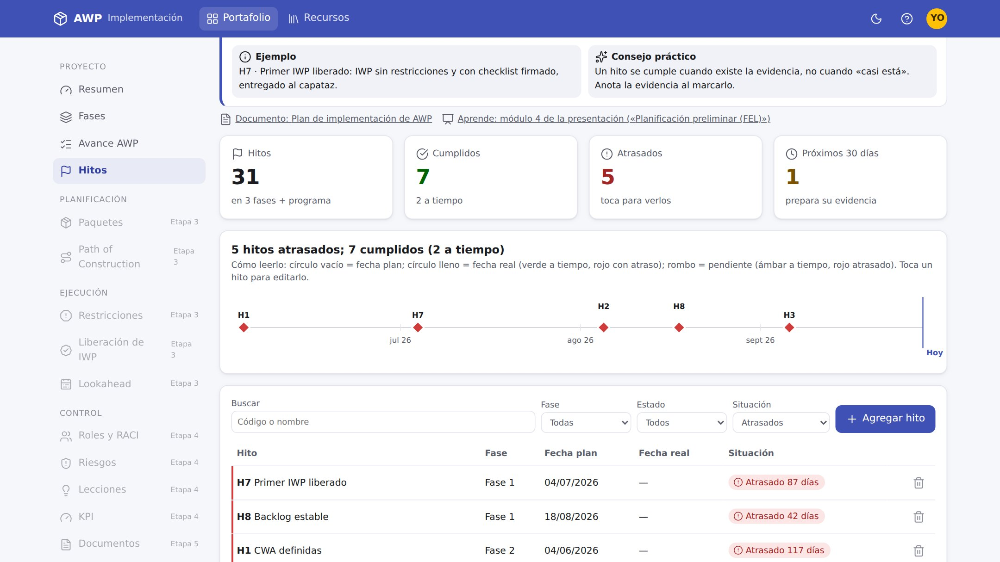 AWP Implementación
Portafolio
Recursos
YO
PROYECTO
Resumen
Fases
Avance AWP
Hitos
PLANIFICACIÓN
Paquetes Etapa 3
Path of Construction Etapa 3
EJECUCIÓN
Restricciones Etapa 3
Liberación de IWP Etapa 3
Lookahead Etapa 3
CONTROL
Roles y RACI Etapa 4
Riesgos Etapa 4
Lecciones Etapa 4
KPI Etapa 4
Documentos Etapa 5
Ejemplo
H7 · Primer IWP liberado: IWP sin restricciones y con checklist firmado,
entregado al capataz.
Consejo práctico
Un hito se cumple cuando existe la evidencia, no cuando «casi está».
Anota la evidencia al marcarlo.
Documento: Plan de implementación de AWP
Aprende: módulo 4 de la presentación («Planificación preliminar (FEL)»)
Hitos
31
en 3 fases + programa
Cumplidos
7
2 a tiempo
Atrasados
5
toca para verlos
Próximos 30 días
1
prepara su evidencia
5 hitos atrasados; 7 cumplidos (2 a tiempo)
Cómo leerlo: círculo vacío = fecha plan; círculo lleno = fecha real (verde a tiempo, rojo con atraso); rombo = pendiente (ámbar a tiempo, rojo atrasado). Toca un
hito para editarlo.
H1 H7 H2 H8 H3
jul 26 ago 26 sept 26
Hoy
Buscar
Código o nombre
Fase
Todas
Estado
Todos
Situación
Atrasados
Agregar hito
Hito Fase Fecha plan Fecha real Situación
H7 Primer IWP liberado Fase 1 04/07/2026 — Atrasado 87 días
H8 Backlog estable Fase 1 18/08/2026 — Atrasado 42 días
H1 CWA definidas Fase 2 04/06/2026 — Atrasado 117 días